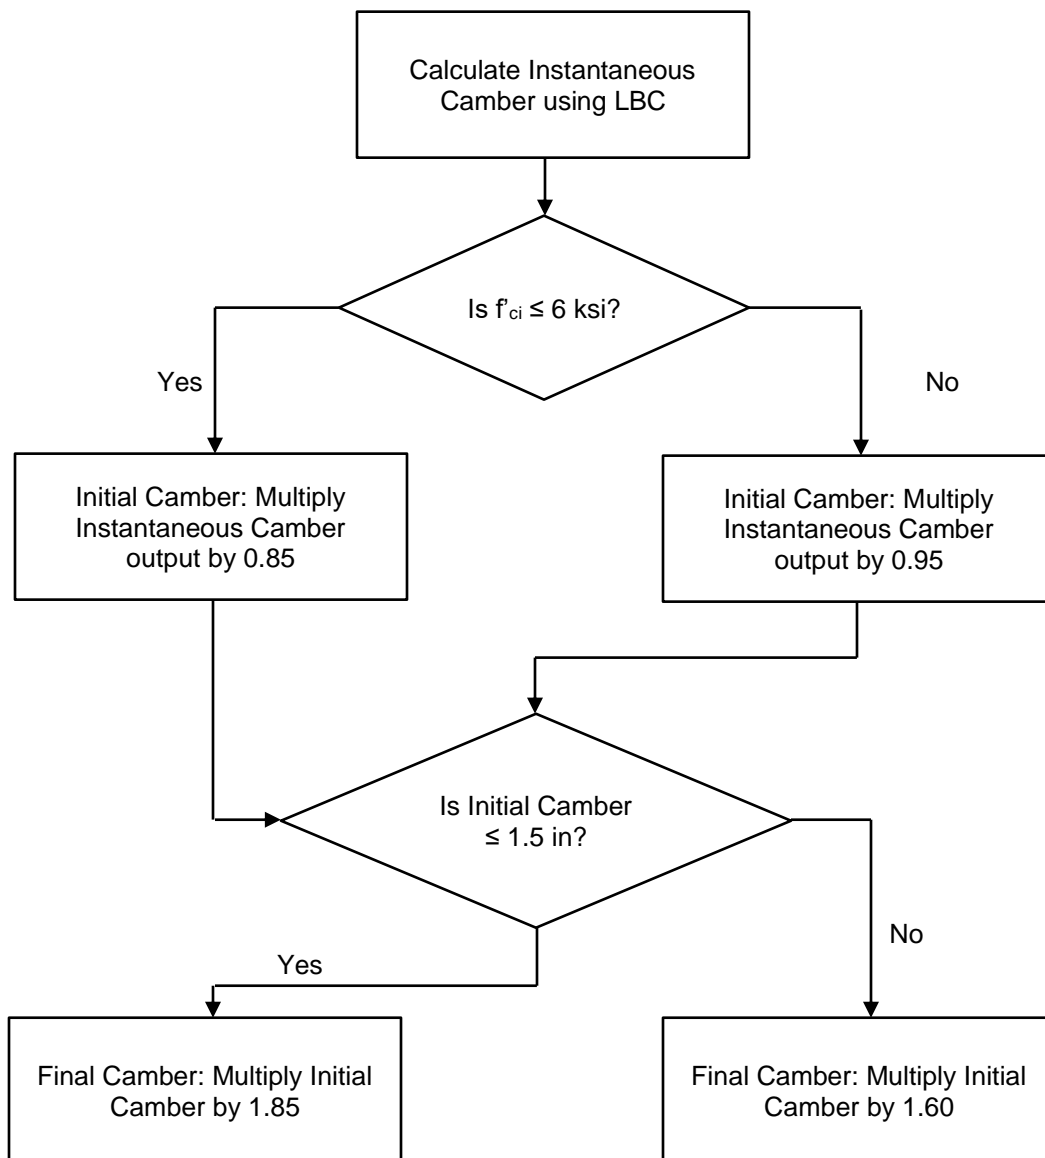 Calculate Instantaneous
Camber using LBC
Is f'ci ≤ 6 ksi?
Yes
No
Initial Camber: Multiply
Instantaneous Camber
output by 0.85
Initial Camber: Multiply
Instantaneous Camber
output by 0.95
Is Initial Camber
≤ 1.5 in?
Yes
No
Final Camber: Multiply Initial
Camber by 1.85
Final Camber: Multiply Initial
Camber by 1.60